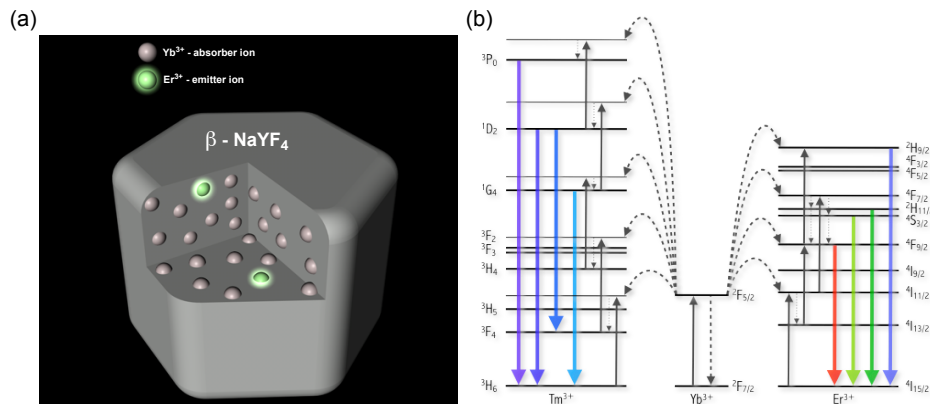 (a)
Yb³⁺ - absorber ion
Er³⁺ - emitter ion
β - NaYF₄
(b)
³P₀
¹D₂
¹G₄
³F₂
³F₃
³H₄
³H₅
³F₄
³H₆
Tm³⁺
²F₅/₂
²F₇/₂
Yb³⁺
²H₉/₂
⁴F₃/₂
⁴F₅/₂
⁴F₇/₂
²H₁₁/
⁴S₃/₂
⁴F₉/₂
⁴I₉/₂
⁴I₁₁/₂
⁴I₁₃/₂
⁴I₁₅/₂
Er³⁺